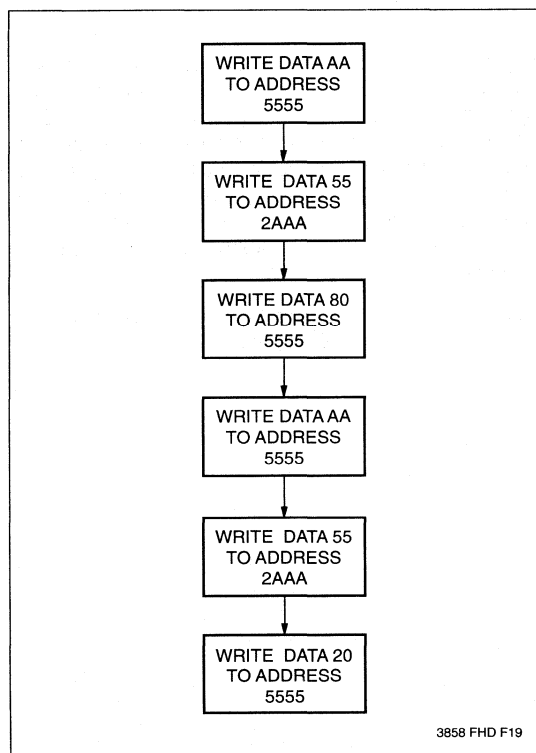 WRITE DATA AA
TO ADDRESS
5555
WRITE DATA 55
TO ADDRESS
2AAA
WRITE DATA 80
TO ADDRESS
5555
WRITE DATA AA
TO ADDRESS
5555
WRITE DATA 55
TO ADDRESS
2AAA
WRITE DATA 20
TO ADDRESS
5555
3858 FHD F19